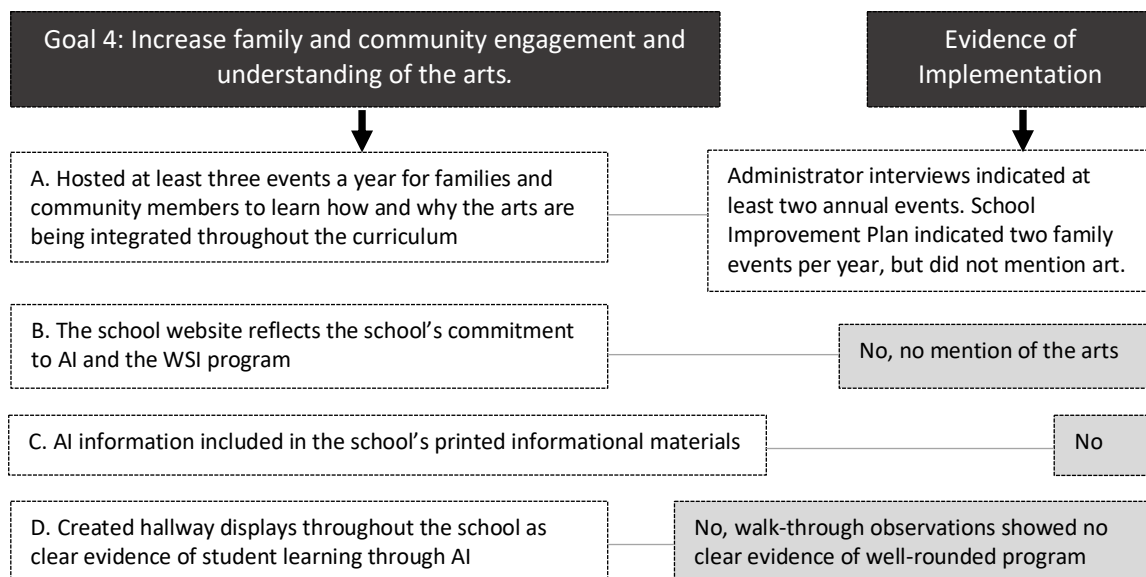 Goal 4: Increase family and community engagement and
understanding of the arts.
Evidence of
Implementation
A. Hosted at least three events a year for families and
community members to learn how and why the arts are
being integrated throughout the curriculum
Administrator interviews indicated at
least two annual events. School
Improvement Plan indicated two family
events per year, but did not mention art.
B. The school website reflects the school’s commitment
to AI and the WSI program
No, no mention of the arts
C. AI information included in the school’s printed informational materials
No
D. Created hallway displays throughout the school as
clear evidence of student learning through AI
No, walk-through observations showed no
clear evidence of well-rounded program